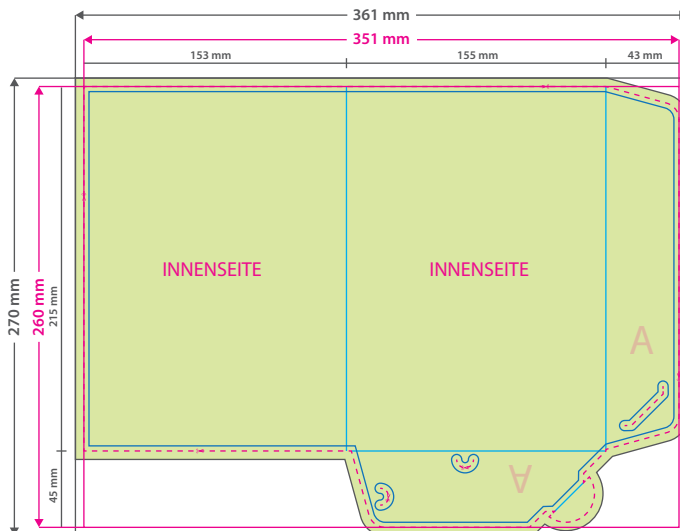 361 mm
351 mm
153 mm
155 mm
43 mm
270 mm
260 mm
215 mm
INNENSEITE
INNENSEITE
A
45 mm
A